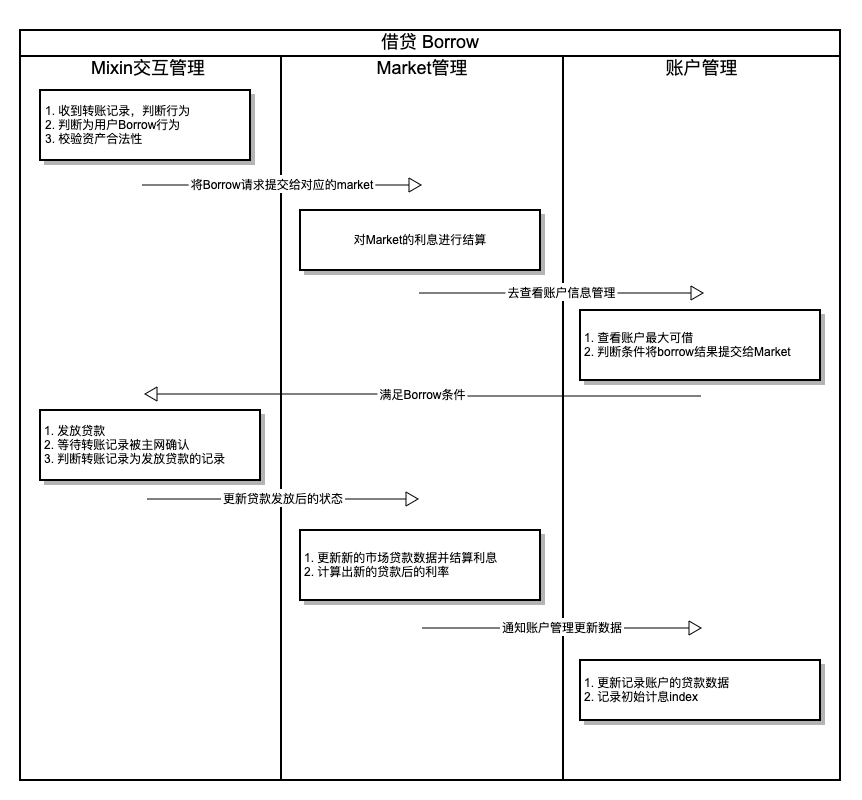 借贷 Borrow
Mixin交互管理
Market管理
账户管理
1. 收到转账记录，判断行为
2. 判断为用户Borrow行为
3. 校验资产合法性
将Borrow请求提交给对应的market
对Market的利息进行结算
去查看账户信息管理
1. 查看账户最大可借
2. 判断条件将borrow结果提交给Market
满足Borrow条件
1. 发放贷款
2. 等待转账记录被主网确认
3. 判断转账记录为发放贷款的记录
更新贷款发放后的状态
1. 更新新的市场贷款数据并结算利息
2. 计算出新的贷款后的利率
通知账户管理更新数据
1. 更新记录账户的贷款数据
2. 记录初始计息index